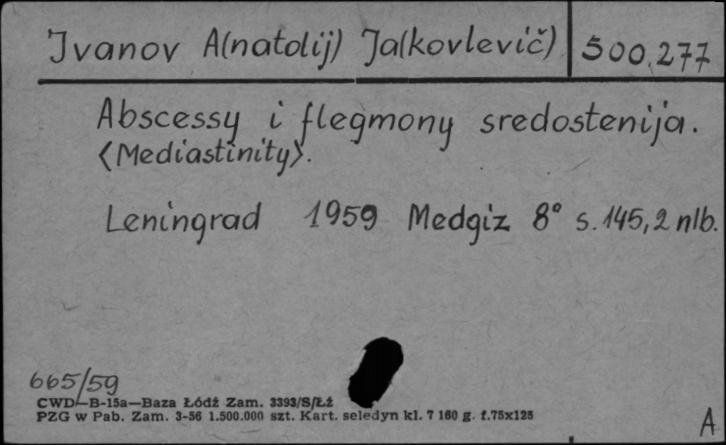 Ivanov A(natolij) Ja(kovlevič) 500.277
Abscessy i flegmony sredostenija.
<Mediastinity>.
Leningrad 1959 Medgiz 8° s. 145, 2 nlb.
665/59
CWD—B-15a—Baza Łódź Zam. 3393/S/Łż
PZG w Pab. Zam. 3-56 1.500.000 szt. Kart. seledyn kl. 7 160 g. f.75x125
A